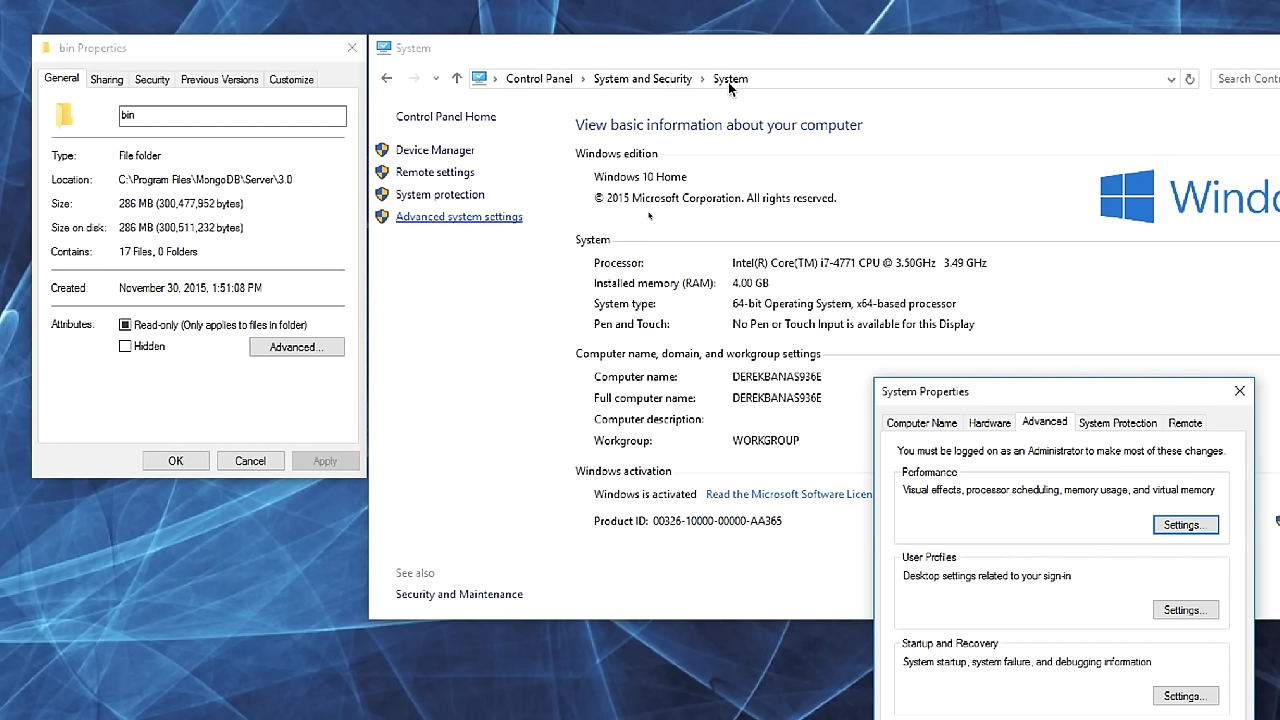 bin Properties
General Sharing Security Previous Versions Customize
bin
Type: File folder
Location: C:\Program Files\MongoDB\Server\3.0
Size: 286 MB (300,477,952 bytes)
Size on disk: 286 MB (300,511,232 bytes)
Contains: 17 Files, 0 Folders
Created: November 30, 2015, 1:51:08 PM
Attributes: Read-only (Only applies to files in folder)
Hidden
Advanced...
OK Cancel Apply
System
Control Panel System and Security System
Search Contr
Control Panel Home
Device Manager
Remote settings
System protection
Advanced system settings
See also
Security and Maintenance
View basic information about your computer
Windows edition
Windows 10 Home
© 2015 Microsoft Corporation. All rights reserved.
Windo
System
Processor: Intel(R) Core(TM) i7-4771 CPU @ 3.50GHz 3.49 GHz
Installed memory (RAM): 4.00 GB
System type: 64-bit Operating System, x64-based processor
Pen and Touch: No Pen or Touch Input is available for this Display
Computer name, domain, and workgroup settings
Computer name: DEREKBANAS936E
Full computer name: DEREKBANAS936E
Computer description:
Workgroup: WORKGROUP
Windows activation
Windows is activated Read the Microsoft Software Licen
Product ID: 00326-10000-00000-AA365
System Properties
Computer Name Hardware Advanced System Protection Remote
You must be logged on as an Administrator to make most of these changes.
Performance
Visual effects, processor scheduling, memory usage, and virtual memory
Settings...
User Profiles
Desktop settings related to your sign-in
Settings...
Startup and Recovery
System startup, system failure, and debugging information
Settings...